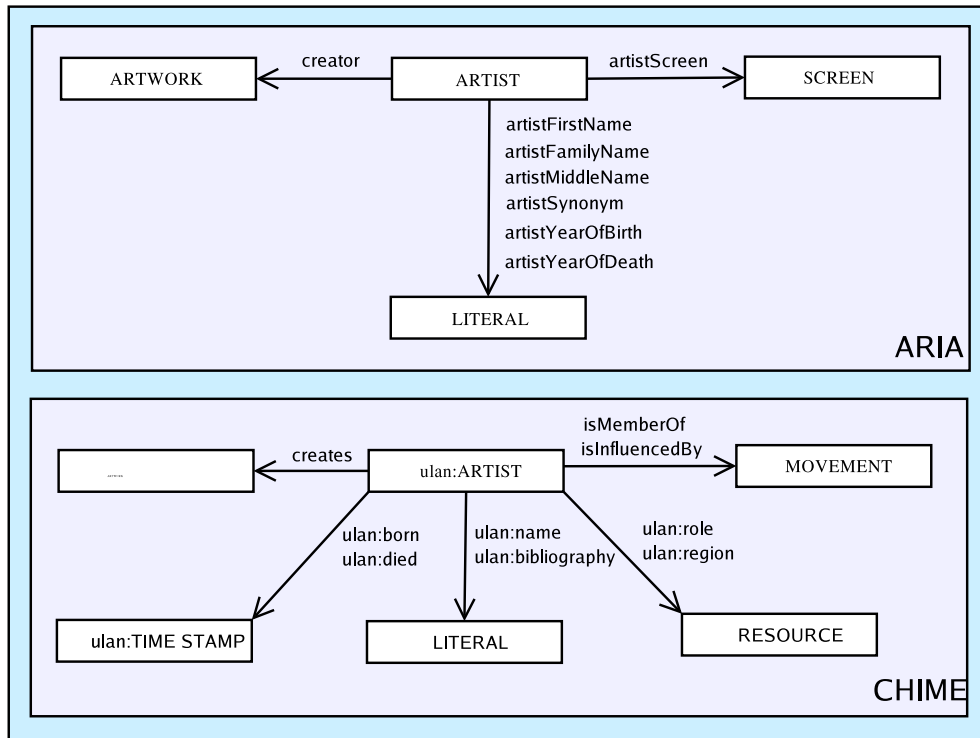 creator
artistScreen
ARTWORK
ARTIST
SCREEN
artistFirstName
artistFamilyName
artistMiddleName
artistSynonym
artistYearOfBirth
artistYearOfDeath
LITERAL
ARIA
isMemberOf
isInfluencedBy
creates
ulan:ARTIST
MOVEMENT
ulan:born
ulan:died
ulan:name
ulan:bibliography
ulan:role
ulan:region
ulan:TIME STAMP
LITERAL
RESOURCE
CHIME